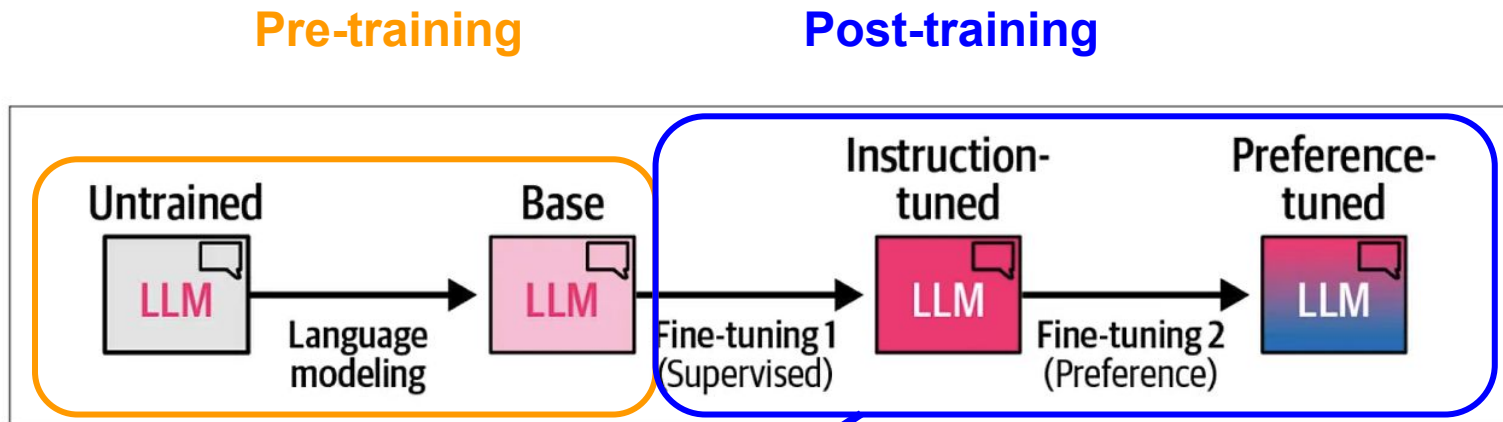 Pre-training
Post-training
Untrained
LLM
Language
modeling
Base
LLM
Fine-tuning 1
(Supervised)
Instruction-
tuned
LLM
Fine-tuning 2
(Preference)
Preference-
tuned
LLM